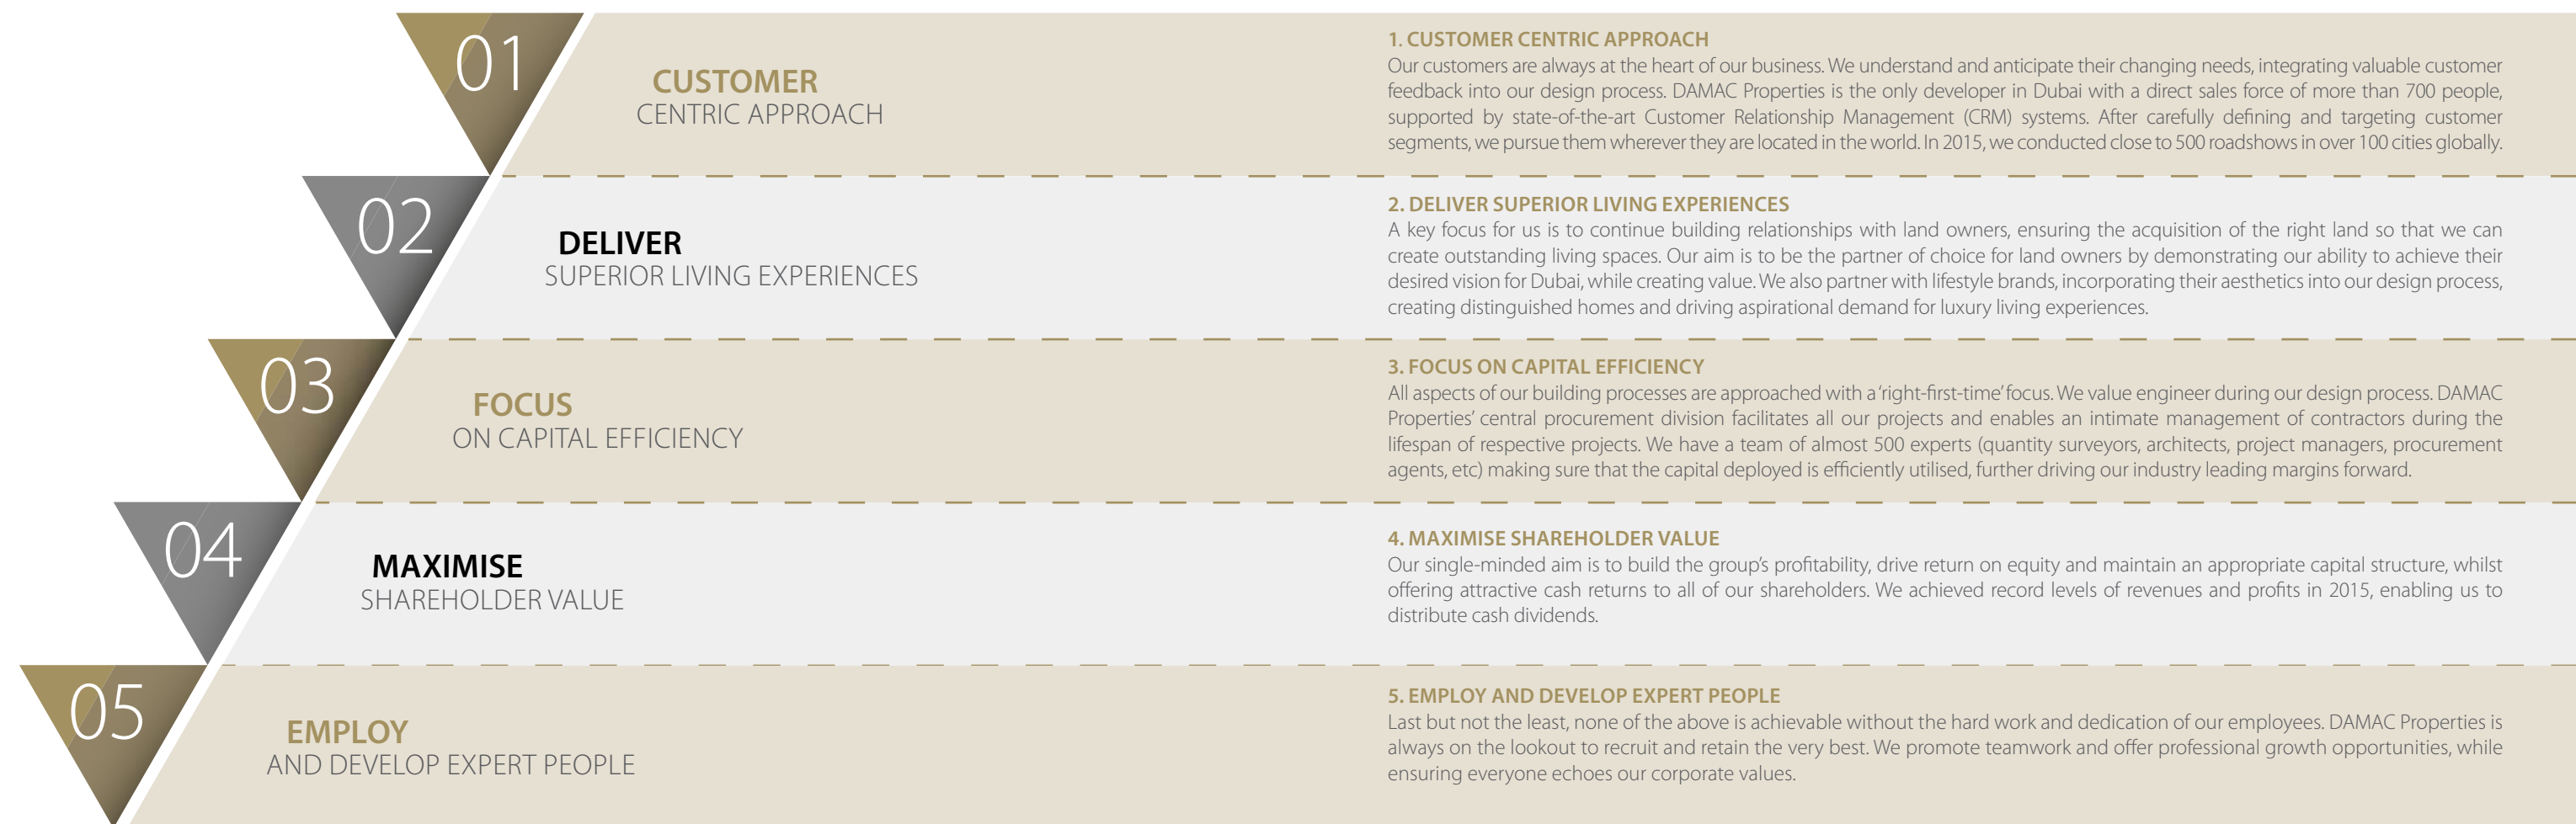 01
CUSTOMER
CENTRIC APPROACH
1. CUSTOMER CENTRIC APPROACH
Our customers are always at the heart of our business. We understand and anticipate their changing needs, integrating valuable customer
feedback into our design process. DAMAC Properties is the only developer in Dubai with a direct sales force of more than 700 people,
supported by state-of-the-art Customer Relationship Management (CRM) systems. After carefully defining and targeting customer
segments, we pursue them wherever they are located in the world. In 2015, we conducted close to 500 roadshows in over 100 cities globally.
02
DELIVER
SUPERIOR LIVING EXPERIENCES
2. DELIVER SUPERIOR LIVING EXPERIENCES
A key focus for us is to continue building relationships with land owners, ensuring the acquisition of the right land so that we can
create outstanding living spaces. Our aim is to be the partner of choice for land owners by demonstrating our ability to achieve their
desired vision for Dubai, while creating value. We also partner with lifestyle brands, incorporating their aesthetics into our design process,
creating distinguished homes and driving aspirational demand for luxury living experiences.
03
FOCUS
ON CAPITAL EFFICIENCY
3. FOCUS ON CAPITAL EFFICIENCY
All aspects of our building processes are approached with a ‘right-first-time’ focus. We value engineer during our design process. DAMAC
Properties’ central procurement division facilitates all our projects and enables an intimate management of contractors during the
lifespan of respective projects. We have a team of almost 500 experts (quantity surveyors, architects, project managers, procurement
agents, etc) making sure that the capital deployed is efficiently utilised, further driving our industry leading margins forward.
04
MAXIMISE
SHAREHOLDER VALUE
4. MAXIMISE SHAREHOLDER VALUE
Our single-minded aim is to build the group’s profitability, drive return on equity and maintain an appropriate capital structure, whilst
offering attractive cash returns to all of our shareholders. We achieved record levels of revenues and profits in 2015, enabling us to
distribute cash dividends.
05
EMPLOY
AND DEVELOP EXPERT PEOPLE
5. EMPLOY AND DEVELOP EXPERT PEOPLE
Last but not the least, none of the above is achievable without the hard work and dedication of our employees. DAMAC Properties is
always on the lookout to recruit and retain the very best. We promote teamwork and offer professional growth opportunities, while
ensuring everyone echoes our corporate values.